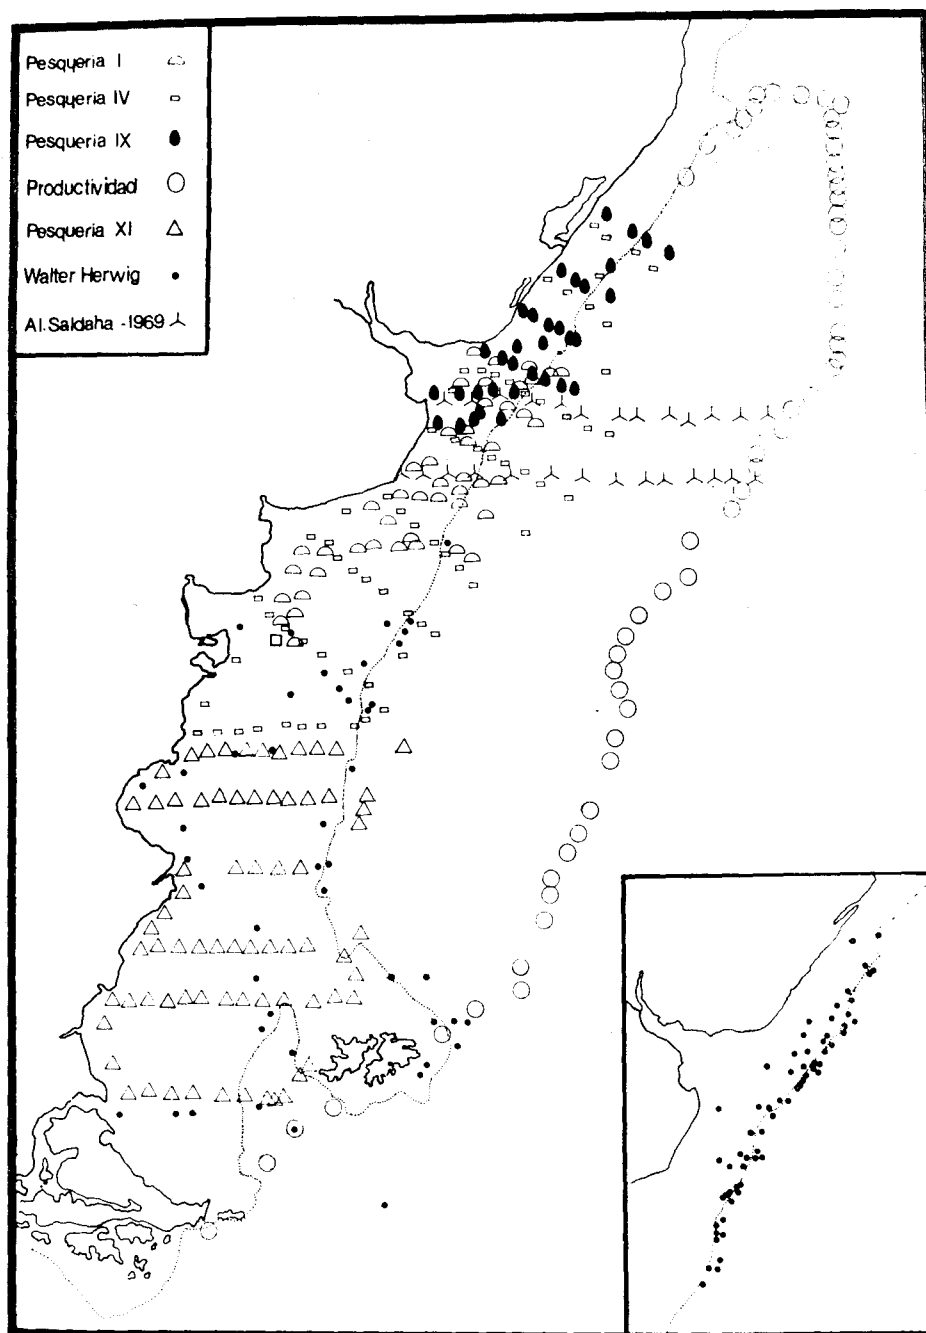 Pesqueria I
Pesqueria IV
Pesqueria IX
Productividad
Pesqueria XI
Walter Herwig
Al. Saldaha -1969